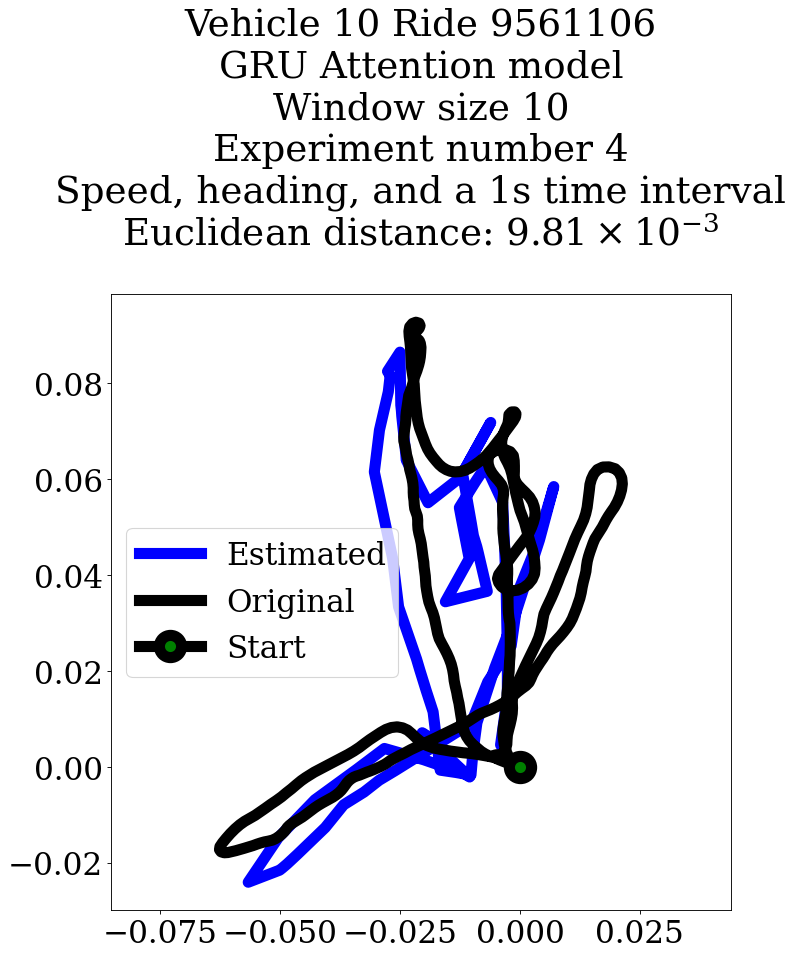 Vehicle 10 Ride 9561106
GRU Attention model
Window size 10
Experiment number 4
Speed, heading, and a 1s time interval
Euclidean distance: 9.81 × 10⁻³
0.08
0.06
0.04
0.02
0.00
−0.02
Estimated
Original
Start
−0.075 −0.050 −0.025 0.000 0.025